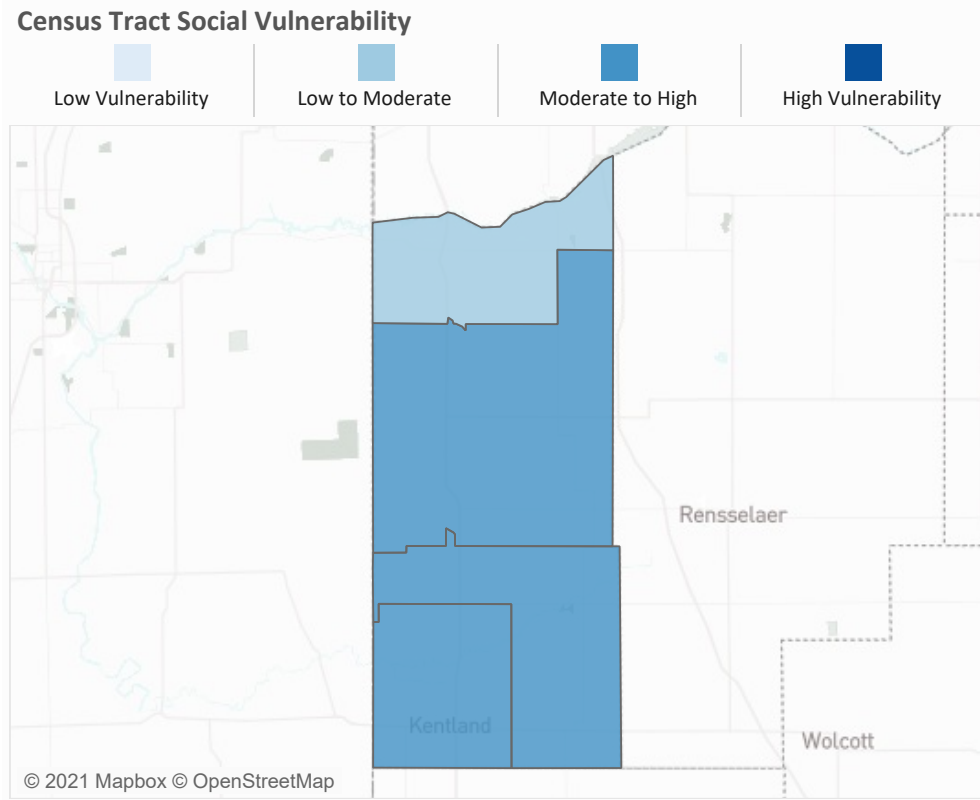 Census Tract Social Vulnerability
Low Vulnerability
Low to Moderate
Moderate to High
High Vulnerability
Rensselaer
Kentland
Wolcott
© 2021 Mapbox © OpenStreetMap